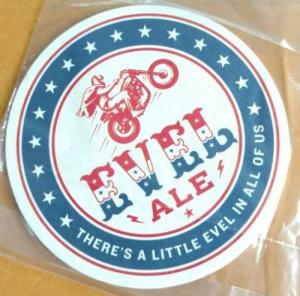 EVEL
ALE
THERE'S A LITTLE EVEL IN ALL OF US